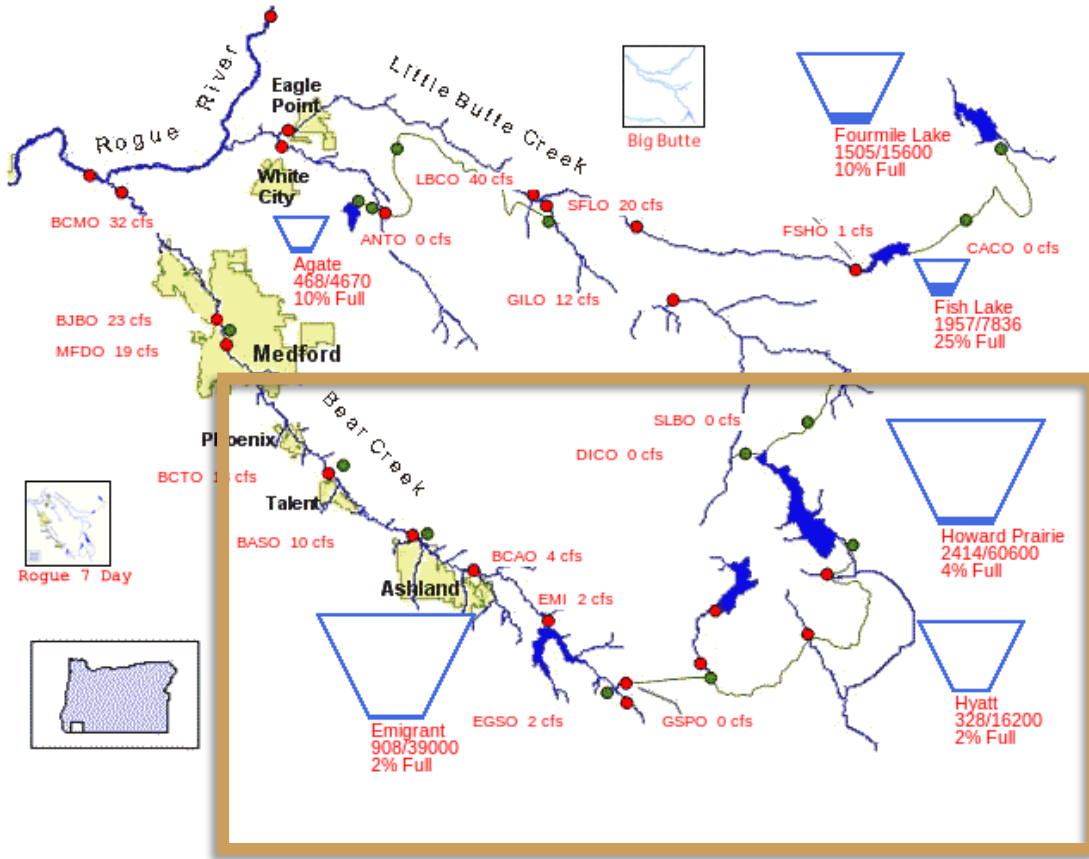 Rogue River
Eagle
Point
Little Butte Creek
Big Butte
Fourmile Lake
1505/15600
10% Full
White
City
LBCO 40 cfs
BCMO 32 cfs
SFLO 20 cfs
ANTO 0 cfs
FSHO 1 cfs
CACO 0 cfs
Agate
468/4670
10% Full
GILO 12 cfs
Fish Lake
1957/7836
25% Full
BJBO 23 cfs
MFDO 19 cfs
Medford
Bear Creek
SLBO 0 cfs
Phoenix
DICO 0 cfs
BCTO cfs
Talent
Howard Prairie
2414/60600
4% Full
BASO 10 cfs
BCAO 4 cfs
Rogue 7 Day
Ashland
EMI 2 cfs
EGSO 2 cfs
GSPO 0 cfs
Emigrant
908/39000
2% Full
Hyatt
328/16200
2% Full